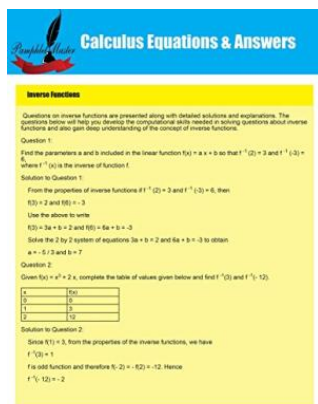 Pamphlet Master
Calculus Equations & Answers
Inverse Functions
Questions on inverse functions are presented along with detailed solutions and explanations. The
questions below will help you develop the computational skills needed in solving questions about inverse
functions and also gain deep understanding of the concept of inverse functions.
Question 1:
Find the parameters a and b included in the linear function f(x) = a x + b so that f⁻¹(2) = 3 and f⁻¹(-3) =
6,
where f⁻¹(x) is the inverse of function f.
Solution to Question 1:
From the properties of inverse functions if f⁻¹(2) = 3 and f⁻¹(-3) = 6, then
f(3) = 2 and f(6) = - 3
Use the above to write
f(3) = 3a + b = 2 and f(6) = 6a + b = -3
Solve the 2 by 2 system of equations 3a + b = 2 and 6a + b = -3 to obtain
a = - 5 / 3 and b = 7
Question 2:
Given f(x) = x³ + 2 x, complete the table of values given below and find f⁻¹(3) and f⁻¹(- 12).
x f(x)
0 0
1 3
2 12
Solution to Question 2:
Since f(1) = 3, from the properties of the inverse functions, we have
f⁻¹(3) = 1
f is odd function and therefore f(- 2) = - f(2) = -12. Hence
f⁻¹(- 12) = - 2